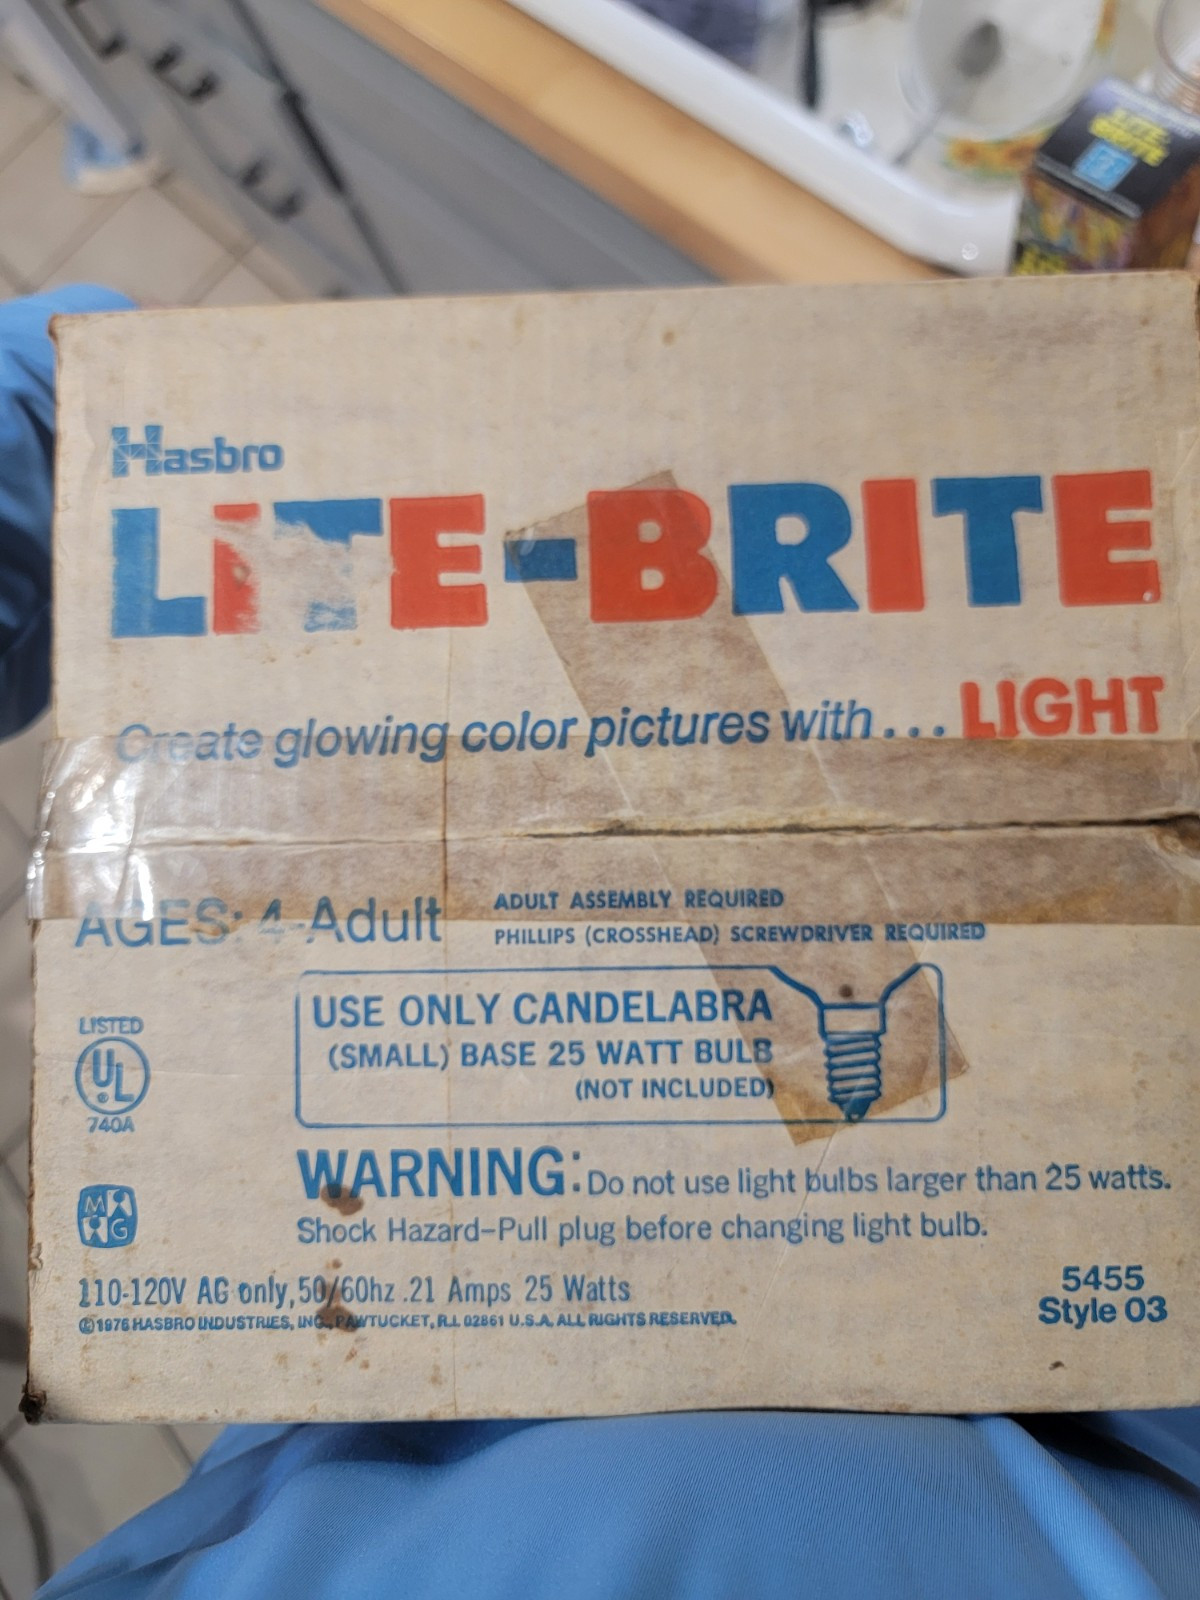 LITE
BRITE
Hasbro
LITE-BRITE
Create glowing color pictures with... LIGHT
AGES: 4-Adult
ADULT ASSEMBLY REQUIRED
PHILLIPS (CROSSHEAD) SCREWDRIVER REQUIRED
USE ONLY CANDELABRA
(SMALL) BASE 25 WATT BULB
(NOT INCLUDED)
LISTED
UL
®
740A
WARNING: Do not use light bulbs larger than 25 watts.
Shock Hazard-Pull plug before changing light bulb.
110-120V AC only, 50/60hz .21 Amps 25 Watts
©1976 HASBRO INDUSTRIES, INC., PAWTUCKET, R.I. 02861 U.S.A. ALL RIGHTS RESERVED.
5455
Style 03